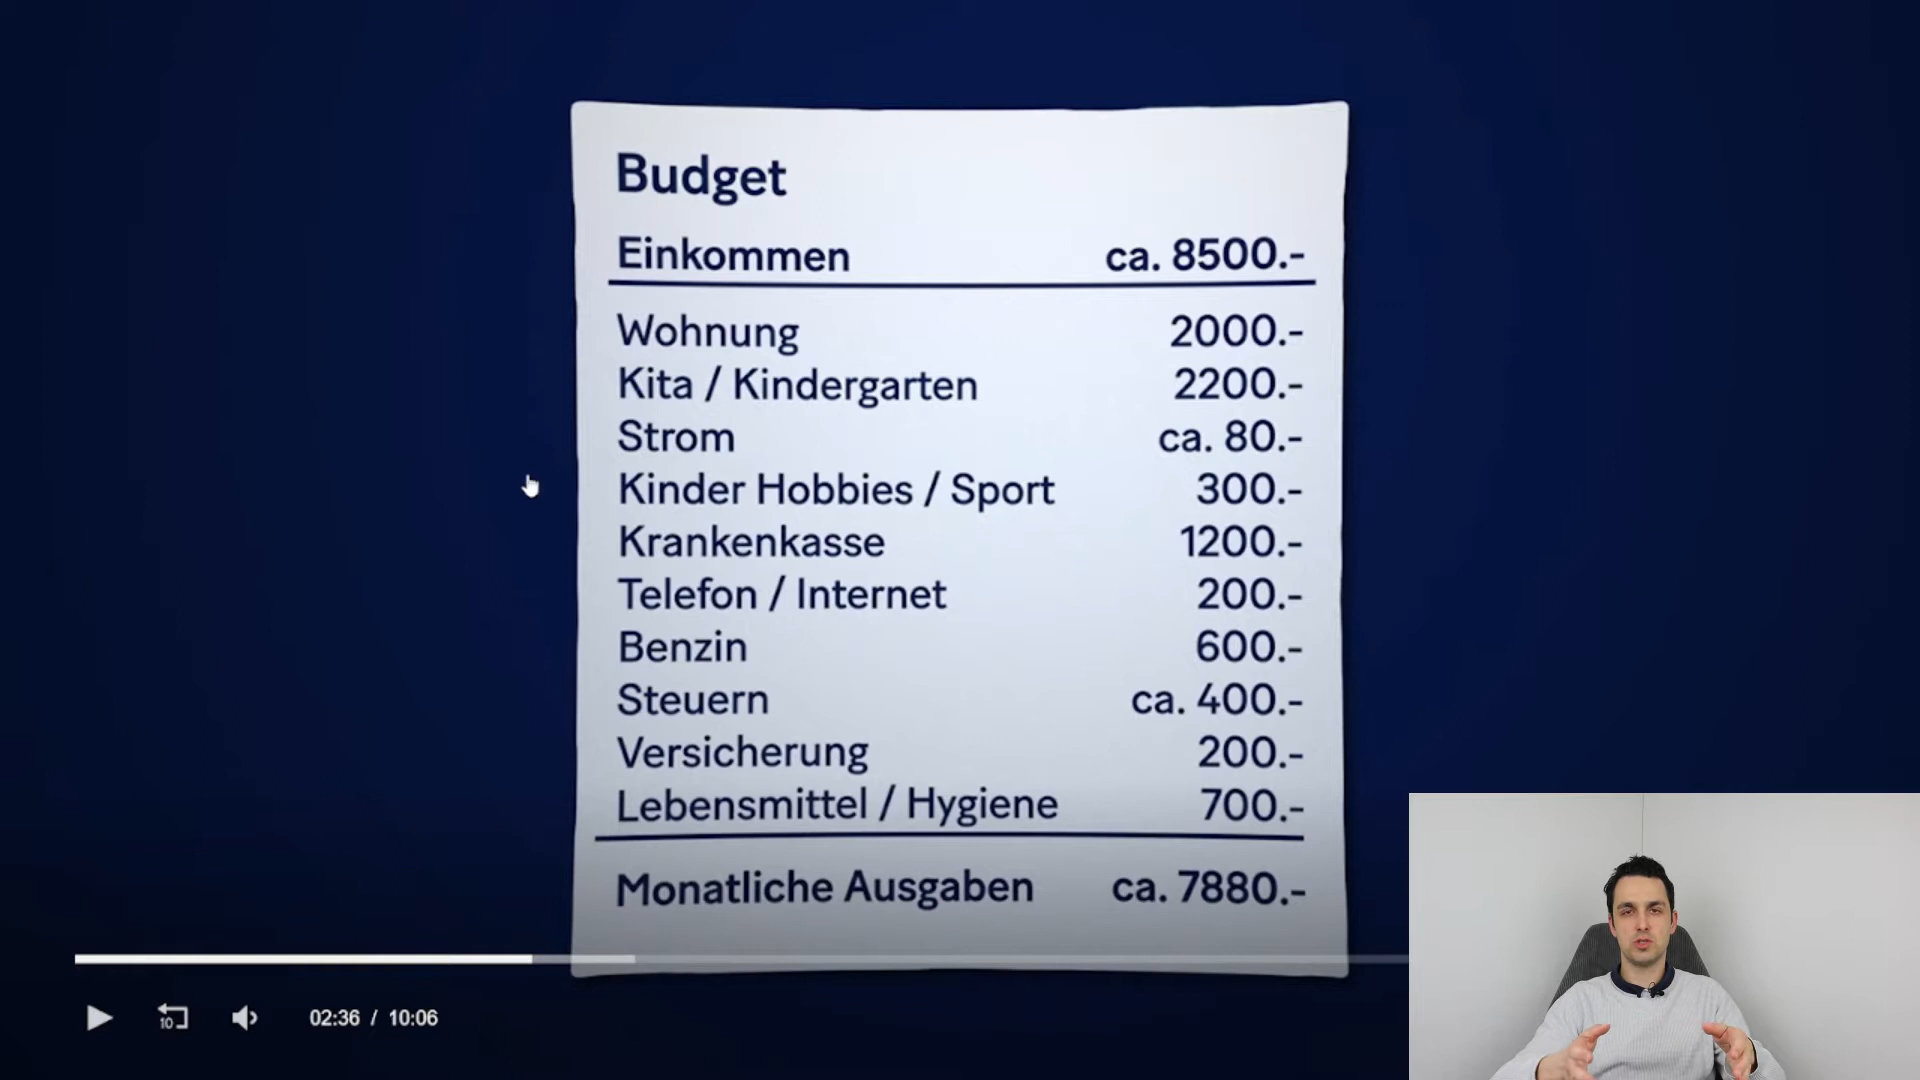 Budget
Einkommen ca. 8500.-
Wohnung 2000.-
Kita / Kindergarten 2200.-
Strom ca. 80.-
Kinder Hobbies / Sport 300.-
Krankenkasse 1200.-
Telefon / Internet 200.-
Benzin 600.-
Steuern ca. 400.-
Versicherung 200.-
Lebensmittel / Hygiene 700.-
Monatliche Ausgaben ca. 7880.-
10 02:36 / 10:06